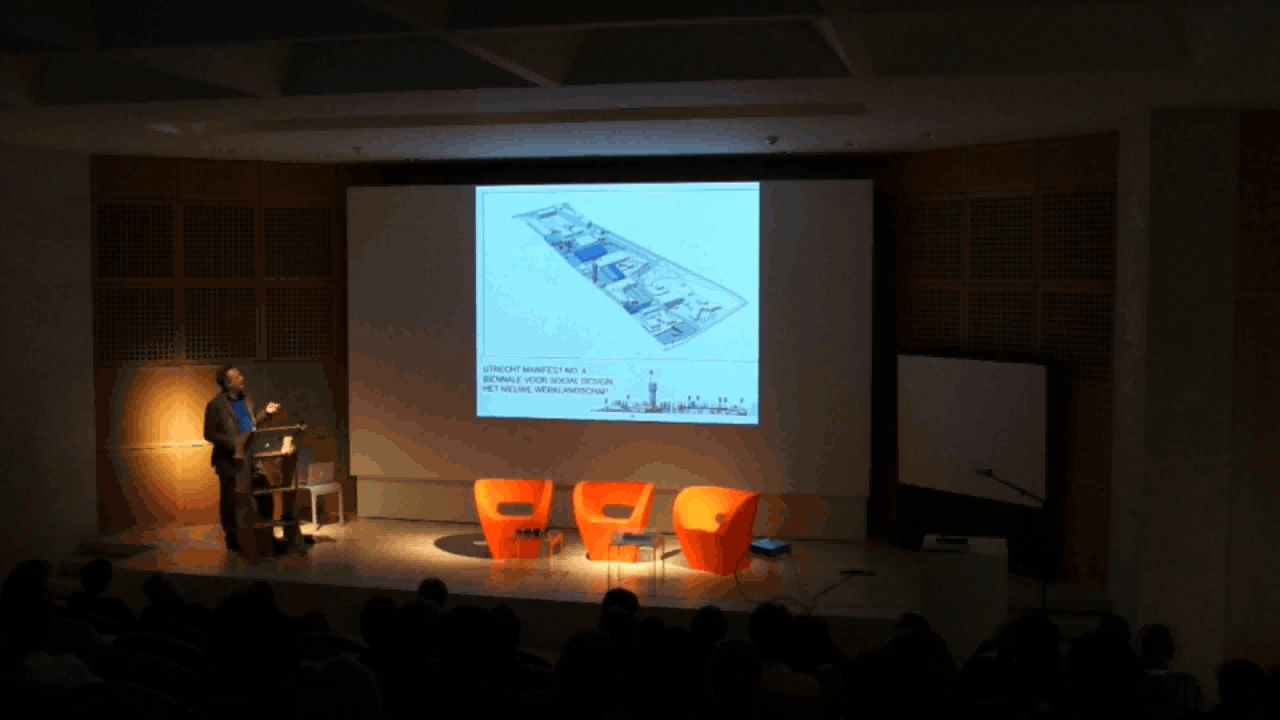 UTRECHT MANIFEST NO. 4
BIENNALE VOOR SOCIAL DESIGN
HET NIEUWE WERKLANDSCHAP